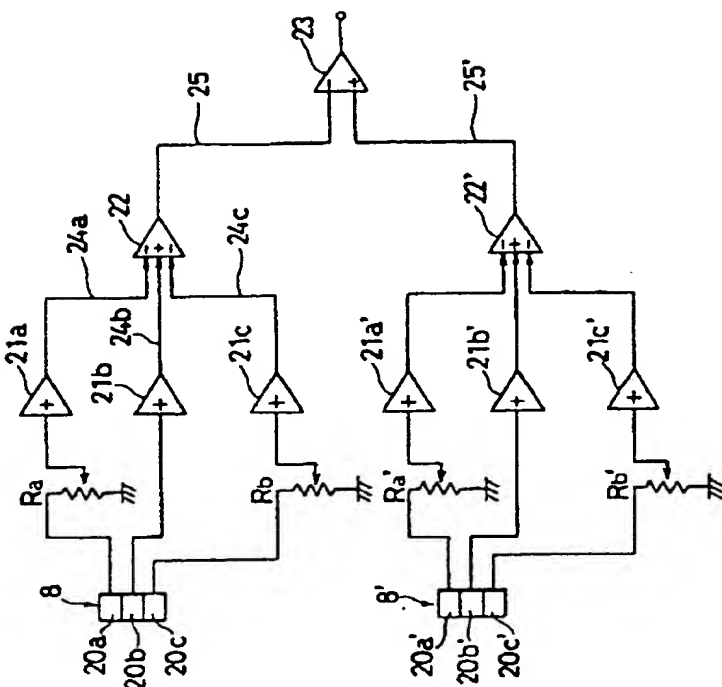 23
25
25'
22
22'
24a
24b
24c
21a
21b
21c
21a'
21b'
21c'
Ra
Rb
Ra'
Rb'
8
20a
20b
20c
8'
20a'
20b'
20c'
− +
− + −
− + −
+
+
+
+
+
+